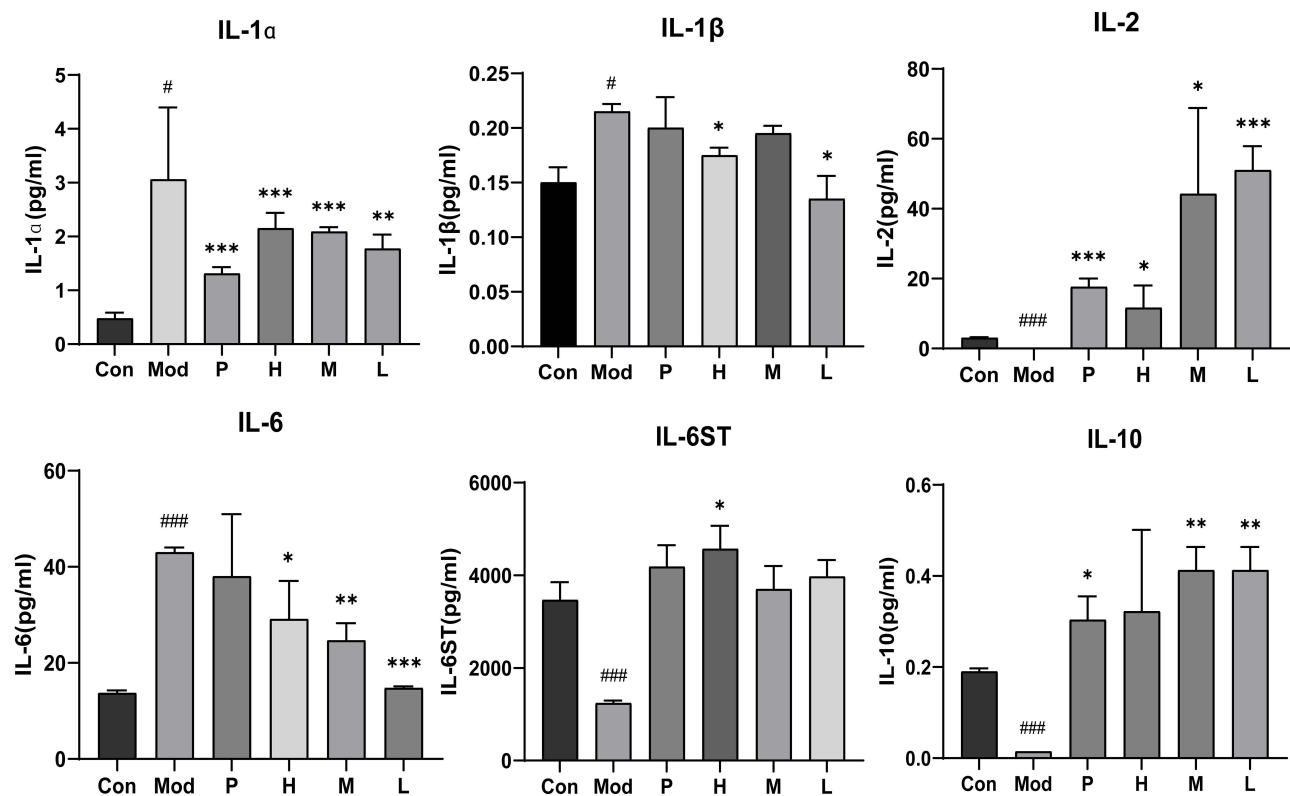 IL-1α
IL-1α(pg/ml)
5
4
3
2
1
0
#
***
***
***
**
Con Mod P H M L
IL-1β
IL-1β(pg/ml)
0.25
0.20
0.15
0.10
0.05
0.00
#
*
*
Con Mod P H M L
IL-2
IL-2(pg/ml)
80
60
40
20
0
###
***
*
*
***
Con Mod P H M L
IL-6
IL-6(pg/ml)
60
40
20
0
###
*
**
***
Con Mod P H M L
IL-6ST
IL-6ST(pg/ml)
6000
4000
2000
0
###
*
Con Mod P H M L
IL-10
IL-10(pg/ml)
0.6
0.4
0.2
0.0
###
*
**
**
Con Mod P H M L